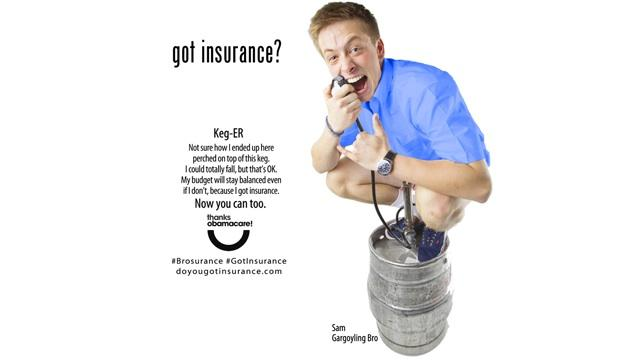 got insurance?
Keg-ER
Not sure how I ended up here
perched on top of this keg.
I could totally fall, but that's OK.
My budget will stay balanced even
if I don't, because I got insurance.
Now you can too.
thanks
obamacare!
#Brosurance #GotInsurance
doyougotinsurance.com
Sam
Gargoyling Bro